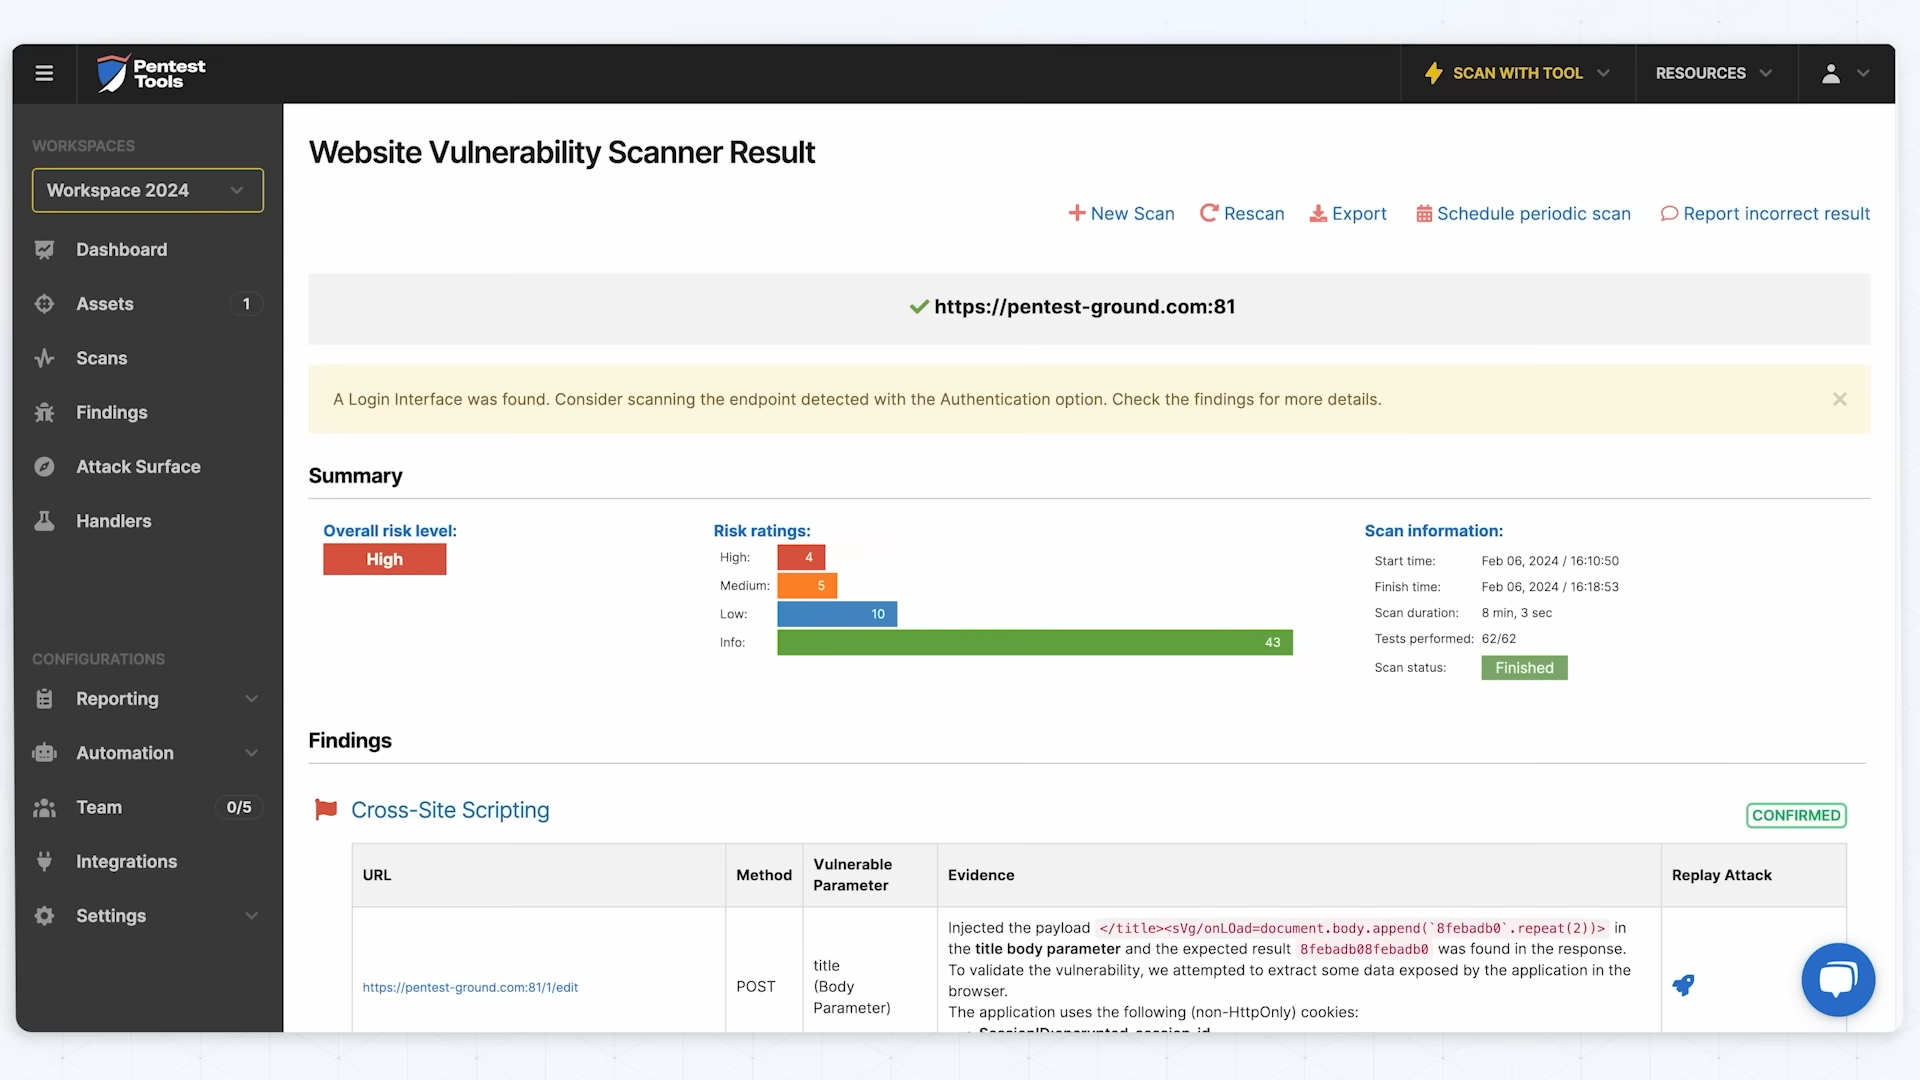 Pentest
Tools
SCAN WITH TOOL
RESOURCES
WORKSPACES
Workspace 2024
Dashboard
Assets 1
Scans
Findings
Attack Surface
Handlers
CONFIGURATIONS
Reporting
Automation
Team 0/5
Integrations
Settings
Website Vulnerability Scanner Result
New Scan Rescan Export Schedule periodic scan Report incorrect result
https://pentest-ground.com:81
A Login Interface was found. Consider scanning the endpoint detected with the Authentication option. Check the findings for more details.
Summary
Overall risk level:
High
Risk ratings:
High: 4
Medium: 5
Low: 10
Info: 43
Scan information:
Start time: Feb 06, 2024 / 16:10:50
Finish time: Feb 06, 2024 / 16:18:53
Scan duration: 8 min, 3 sec
Tests performed: 62/62
Scan status: Finished
Findings
Cross-Site Scripting
CONFIRMED
URL
Method
Vulnerable
Parameter
Evidence
Replay Attack
https://pentest-ground.com:81/1/edit
POST
title
(Body
Parameter)
Injected the payload </title><sVg/onLOad=document.body.append(`8febadb0`.repeat(2))> in
the title body parameter and the expected result 8febadb08febadb0 was found in the response.
To validate the vulnerability, we attempted to extract some data exposed by the application in the
browser.
The application uses the following (non-HttpOnly) cookies: